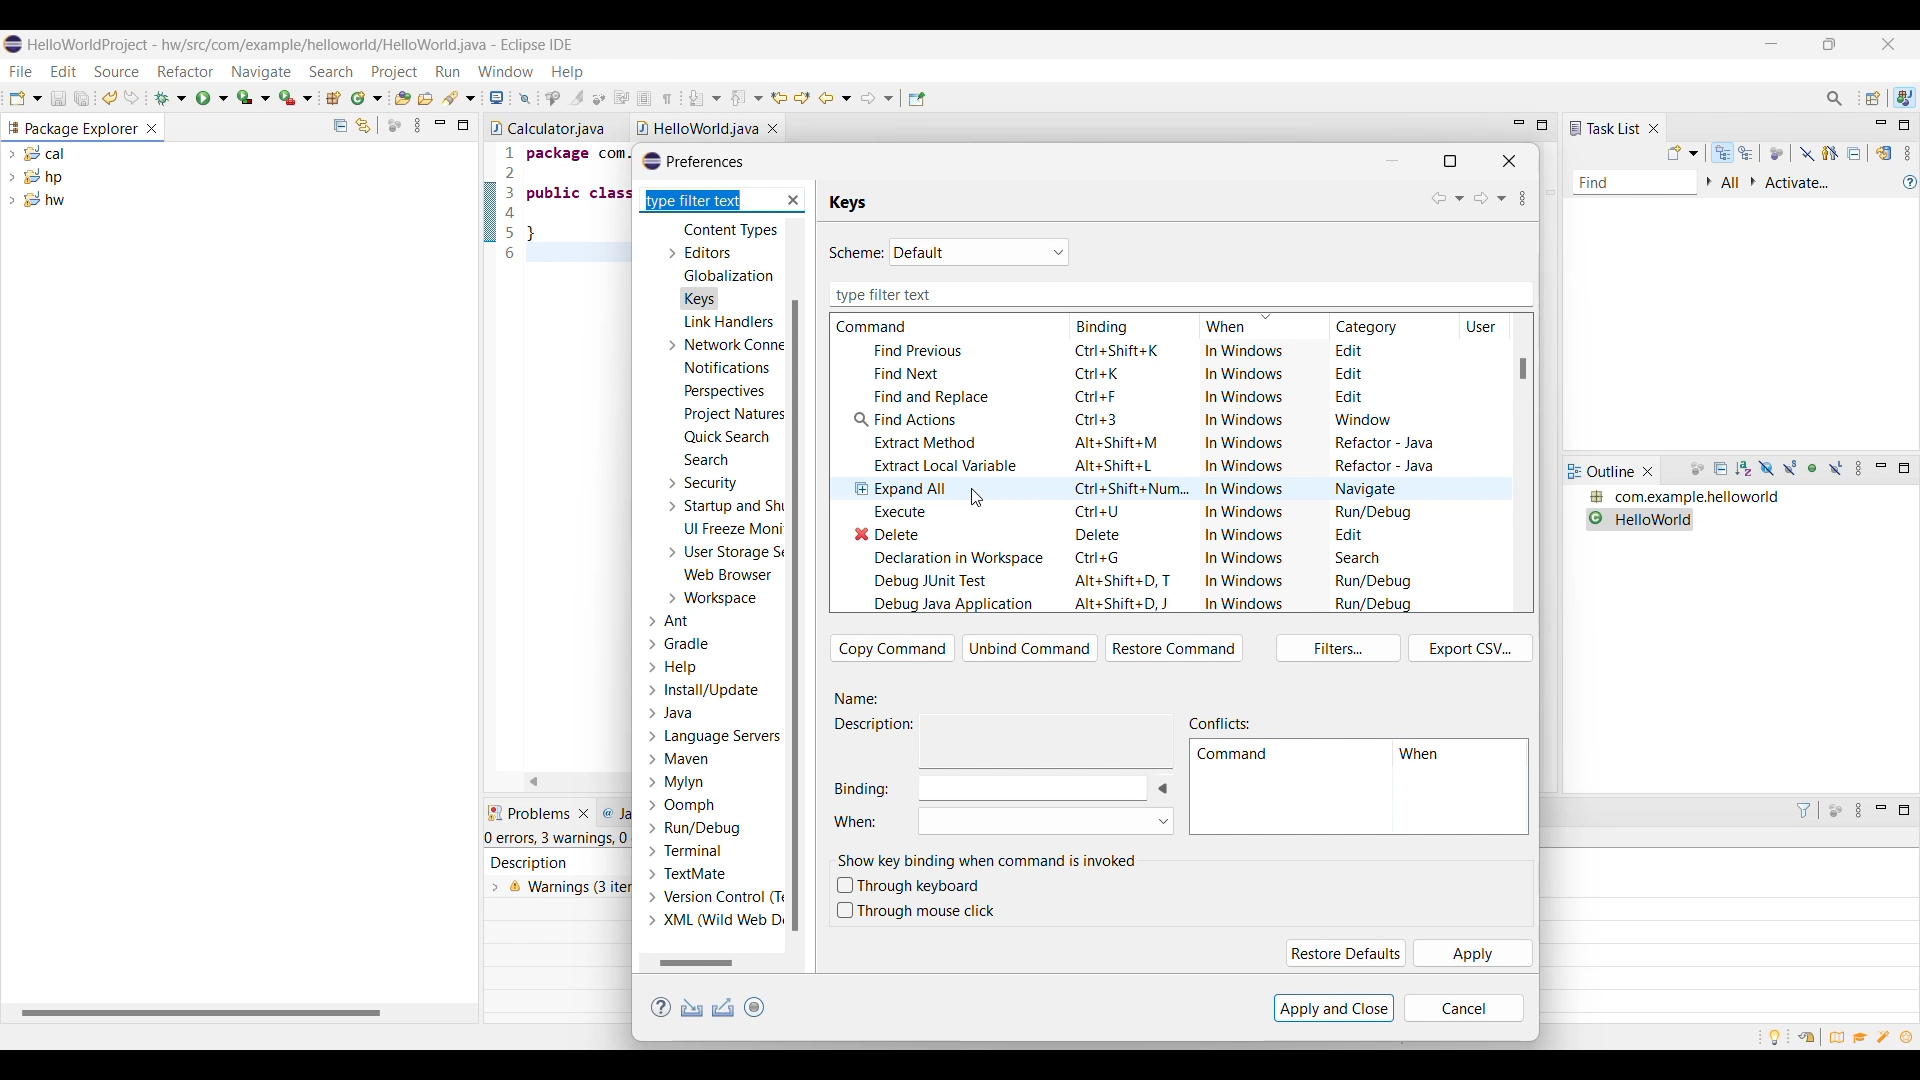 HelloWorldProject - hw/src/com/example/helloworld/HelloWorld.java - Eclipse IDE
File Edit Source Refactor Navigate Search Project Run Window Help
Package Explorer
cal
hp
hw
Calculator.java
HelloWorld.java
1 package com.
2
3 public class
4
5 }
6
Problems
0 errors, 3 warnings, 0
Description
Warnings (3 iter
Preferences
type filter text
Content Types
Editors
Globalization
Keys
Link Handlers
Network Conne
Notifications
Perspectives
Project Natures
Quick Search
Search
Security
Startup and Shu
UI Freeze Moni
User Storage Se
Web Browser
Workspace
Ant
Gradle
Help
Install/Update
Java
Language Servers
Maven
Mylyn
Oomph
Run/Debug
Terminal
TextMate
Version Control (Te
XML (Wild Web De
Keys
Scheme: Default
type filter text
Command Binding When Category User
Find Previous Ctrl+Shift+K In Windows Edit
Find Next Ctrl+K In Windows Edit
Find and Replace Ctrl+F In Windows Edit
Find Actions Ctrl+3 In Windows Window
Extract Method Alt+Shift+M In Windows Refactor - Java
Extract Local Variable Alt+Shift+L In Windows Refactor - Java
Expand All Ctrl+Shift+Num... In Windows Navigate
Execute Ctrl+U In Windows Run/Debug
Delete Delete In Windows Edit
Declaration in Workspace Ctrl+G In Windows Search
Debug JUnit Test Alt+Shift+D, T In Windows Run/Debug
Debug Java Application Alt+Shift+D, J In Windows Run/Debug
Copy Command Unbind Command Restore Command Filters... Export CSV...
Name:
Description:
Binding:
When:
Conflicts:
Command When
Show key binding when command is invoked
Through keyboard
Through mouse click
Restore Defaults Apply
Apply and Close Cancel
Task List
Find All Activate...
Outline
com.example.helloworld
HelloWorld